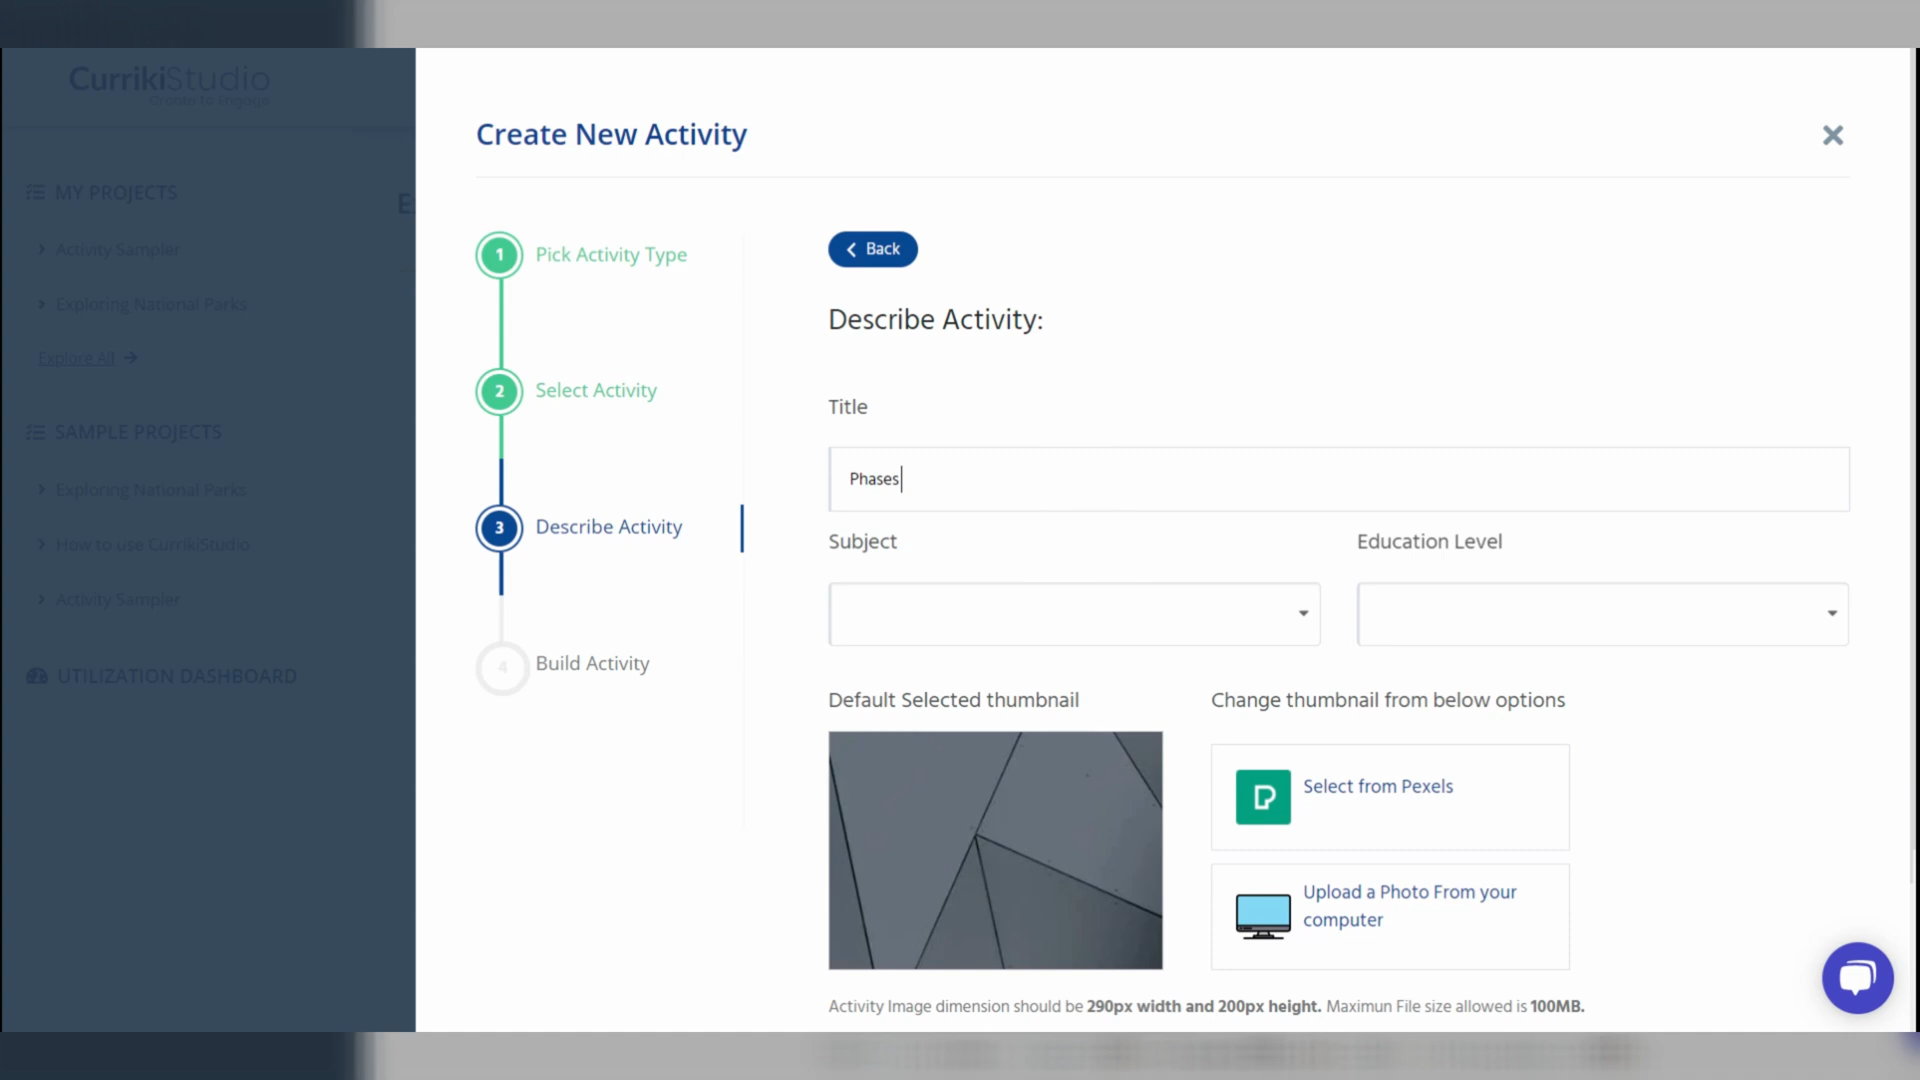 CurrikiStudio
Create to Engage
MY PROJECTS
Activity Sampler
Exploring National Parks
Explore All
SAMPLE PROJECTS
Exploring National Parks
How to use CurrikiStudio
Activity Sampler
UTILIZATION DASHBOARD
E
Create New Activity
1 Pick Activity Type
2 Select Activity
3 Describe Activity
4 Build Activity
Back
Describe Activity:
Title
Phases
Subject Education Level
Default Selected thumbnail Change thumbnail from below options
Select from Pexels
Upload a Photo From your
computer
Activity Image dimension should be 290px width and 200px height. Maximun File size allowed is 100MB.